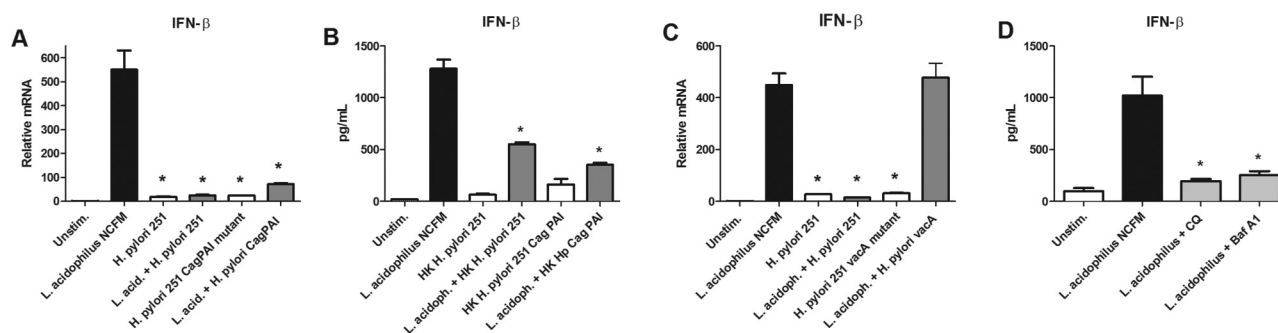 IFN-β
A
Relative mRNA
600
500
400
300
200
100
0
Unstim.
L. acidophilus NCFM
H. pylori 251
L. acid. + H. pylori 251
H. pylori 251 CagPAI mutant
L. acid. + H. pylori CagPAI
*
*
*
*
IFN-β
B
pg/mL
1500
1000
500
0
Unstim.
L. acidophilus NCFM
HK H. pylori 251
L. acidoph. + HK H. pylori 251
HK H. pylori 251 Cag PAI
L. acidoph. + HK Hp Cag PAI
*
*
IFN-β
C
Relative mRNA
600
400
200
0
Unstim.
L. acidophilus NCFM
H. pylori 251
L. acidoph. + H. pylori 251
H. pylori 251 vacA mutant
L. acidoph. + H. pylori vacA
*
*
*
IFN-β
D
pg/mL
1500
1000
500
0
Unstim.
L. acidophilus NCFM
L. acidophilus + CQ
L. acidophilus + Baf A1
*
*